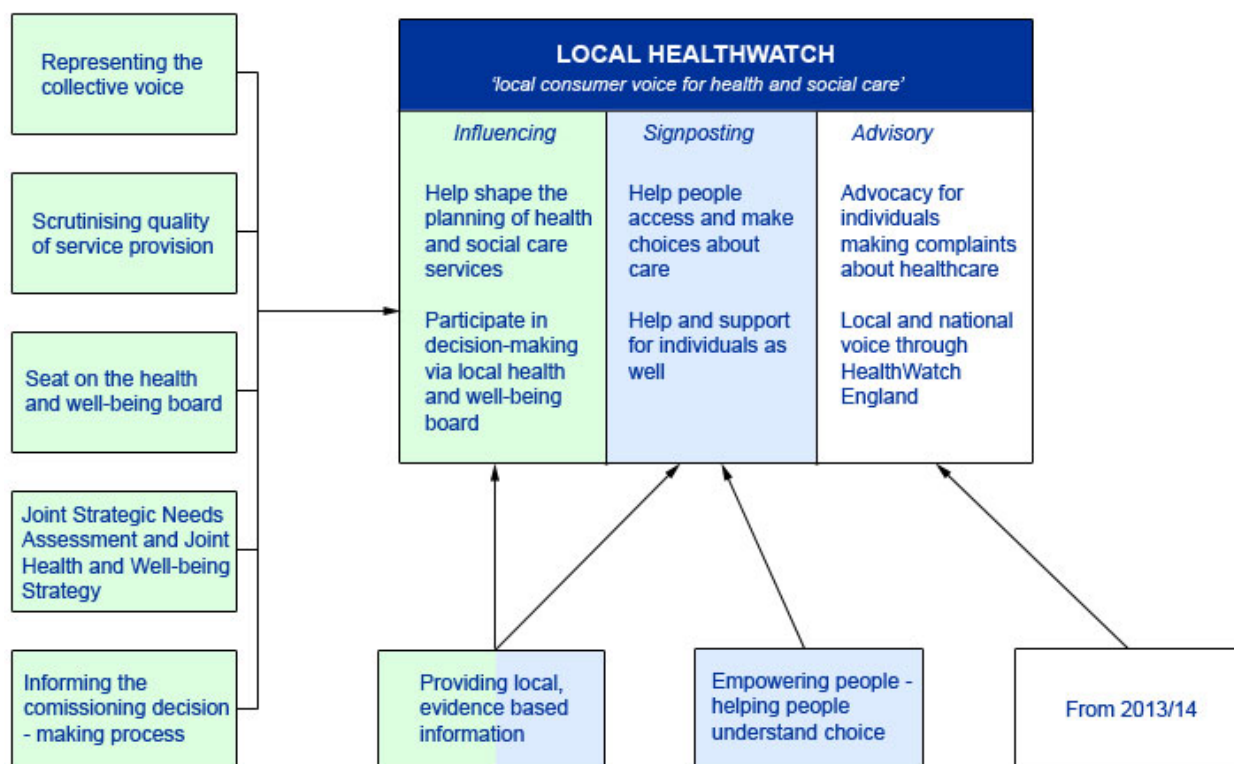 Representing the
collective voice
Scrutinising quality
of service provision
Seat on the health
and well-being board
Joint Strategic Needs
Assessment and Joint
Health and Well-being
Strategy
Informing the
comissioning decision
- making process
LOCAL HEALTHWATCH
‘local consumer voice for health and social care’
Influencing
Help shape the
planning of health
and social care
services
Participate in
decision-making
via local health
and well-being
board
Signposting
Help people
access and make
choices about
care
Help and support
for individuals as
well
Advisory
Advocacy for
individuals
making complaints
about healthcare
Local and national
voice through
HealthWatch
England
Providing local,
evidence based
information
Empowering people -
helping people
understand choice
From 2013/14